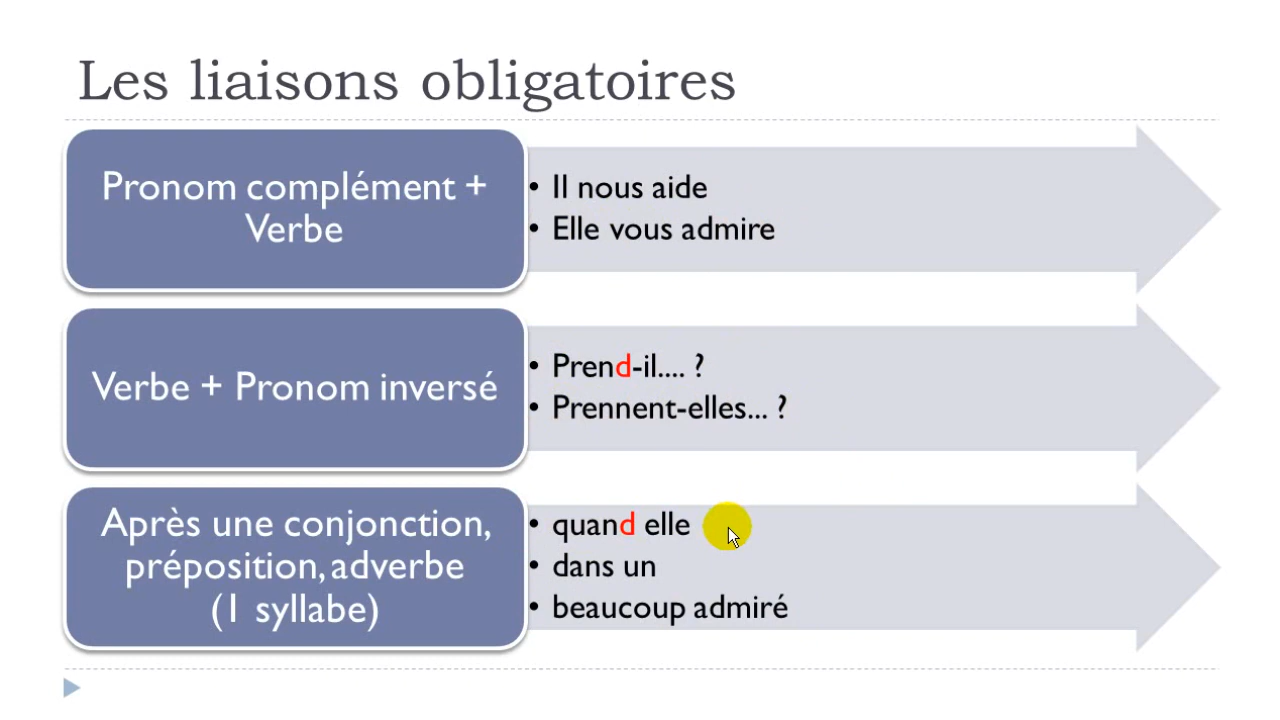 Les liaisons obligatoires
Pronom complément +
Verbe
• Il nous aide
• Elle vous admire
Verbe + Pronom inversé
• Prend-il.... ?
• Prennent-elles... ?
Après une conjonction,
préposition, adverbe
(1 syllabe)
• quand elle
• dans un
• beaucoup admiré